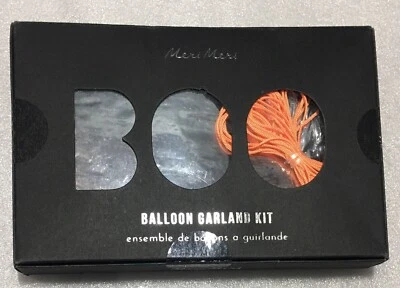 Meri Meri
BOO
BALLOON GARLAND KIT
ensemble de ballons a guirlande